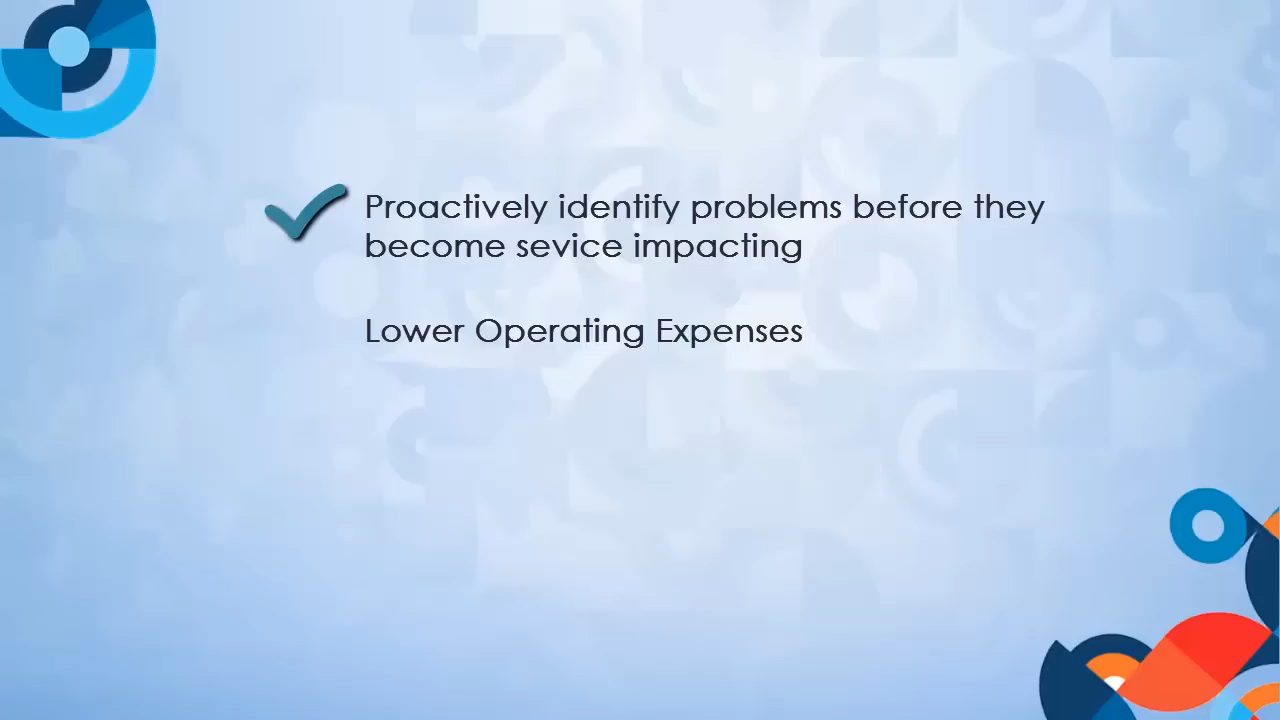 Proactively identify problems before they
become sevice impacting
Lower Operating Expenses